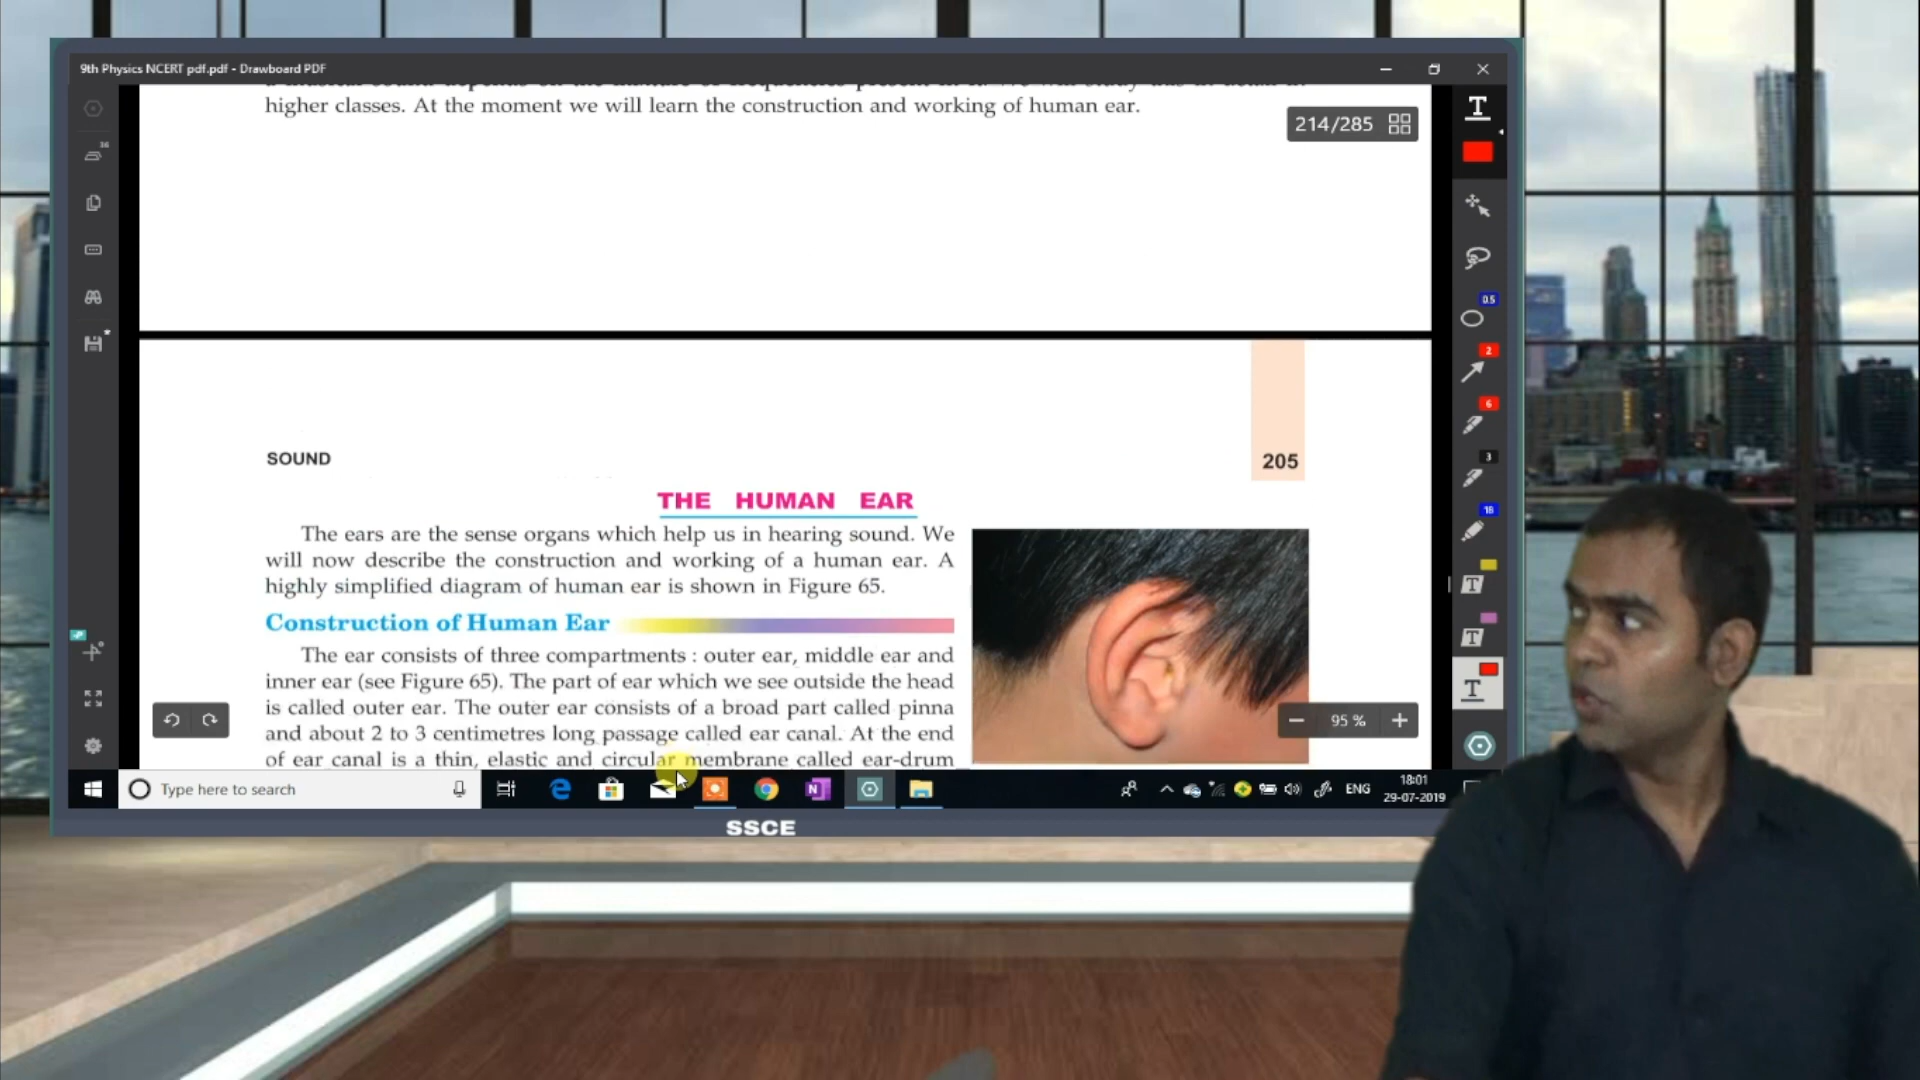 9th Physics NCERT pdf.pdf - Drawboard PDF
higher classes. At the moment we will learn the construction and working of human ear.
214/285
36
0.5
2
6
3
18
SOUND
205
THE HUMAN EAR
The ears are the sense organs which help us in hearing sound. We
will now describe the construction and working of a human ear. A
highly simplified diagram of human ear is shown in Figure 65.
Construction of Human Ear
The ear consists of three compartments : outer ear, middle ear and
inner ear (see Figure 65). The part of ear which we see outside the head
is called outer ear. The outer ear consists of a broad part called pinna
and about 2 to 3 centimetres long passage called ear canal. At the end
of ear canal is a thin, elastic and circular membrane called ear-drum
95 %
Type here to search
ENG
18:01
29-07-2019
SSCE